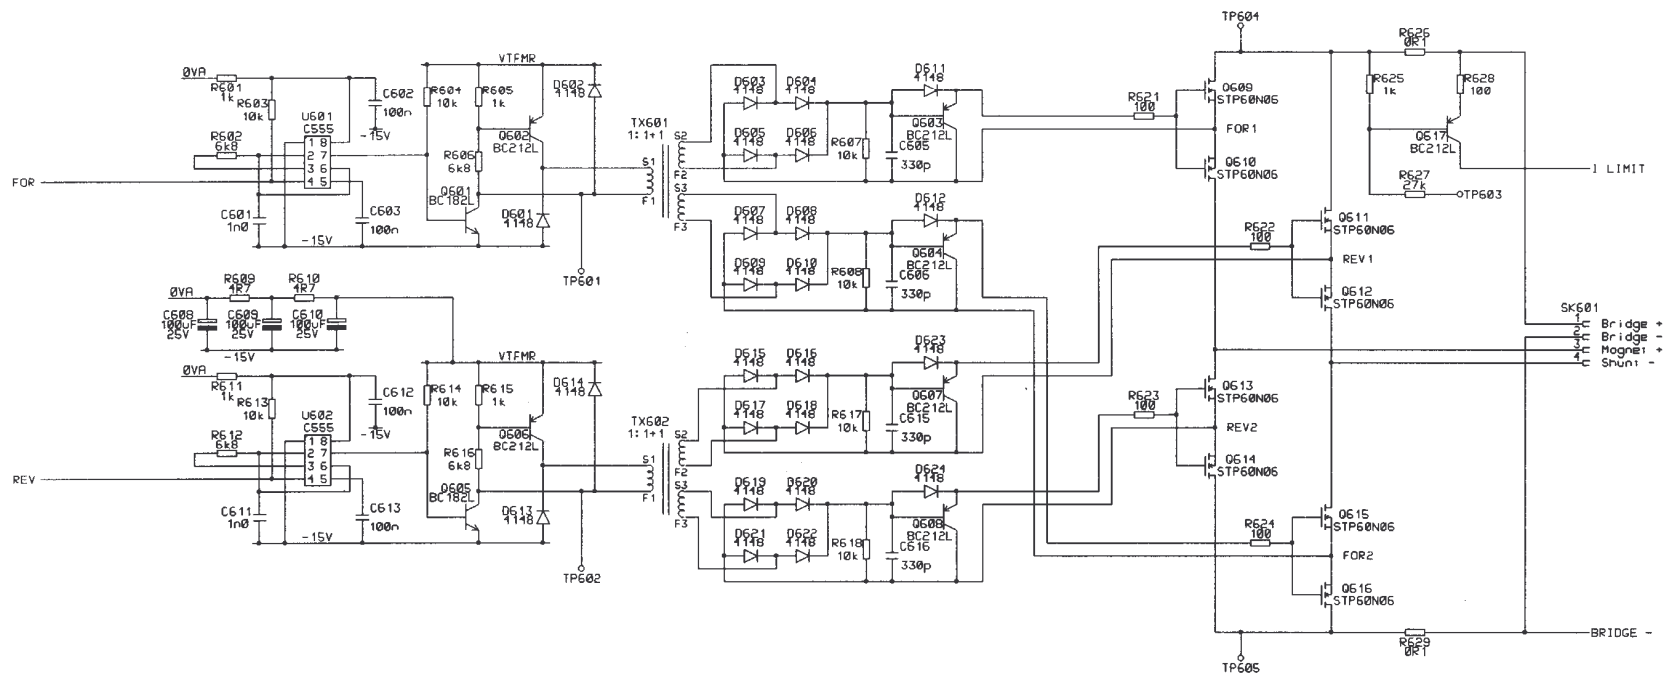 TP604
R626
0R1
VTFMR
0VA
R601
1k
R603
10k
C602
100n
-15V
R604
10k
R605
1k
D602
4148
D603
4148
D604
4148
D611
4148
Q609
STP60N06
R625
1k
R628
100
U601
C555
1 8
2 7
3 6
4 5
R602
6k8
Q602
BC212L
R606
6k8
TX601
1:1+1
S2
D605
4148
D606
4148
R607
10k
Q603
BC212L
C605
330p
R621
100
FOR1
Q617
BC212L
Q610
STP60N06
I LIMIT
FOR
S1
F1
F2
S3
F3
Q601
BC182L
D601
4148
C601
1n0
C603
100n
-15V
TP601
D607
4148
D608
4148
D612
4148
R627
27k
TP603
Q611
STP60N06
R622
100
REV1
D609
4148
D610
4148
R608
10k
Q604
BC212L
C606
330p
Q612
STP60N06
R609
4R7
R610
4R7
0VA
C608
100uF
25V
C609
100uF
25V
C610
100uF
25V
-15V
SK601
1 Bridge +
2 Bridge -
3 Magnet +
4 Shunt -
VTFMR
0VA
R611
1k
R613
10k
C612
100n
-15V
R614
10k
R615
1k
D614
4148
D615
4148
D616
4148
D623
4148
Q613
STP60N06
R623
100
REV2
U602
C555
1 8
2 7
3 6
4 5
R612
6k8
Q606
BC212L
R616
6k8
TX602
1:1+1
S2
D617
4148
D618
4148
R617
10k
Q607
BC212L
C615
330p
Q614
STP60N06
REV
S1
F1
F2
S3
F3
Q605
BC182L
D613
4148
C611
1n0
C613
100n
-15V
TP602
D619
4148
D620
4148
D624
4148
Q615
STP60N06
R624
100
FOR2
D621
4148
D622
4148
R618
10k
Q608
BC212L
C616
330p
Q616
STP60N06
BRIDGE -
R629
0R1
TP605